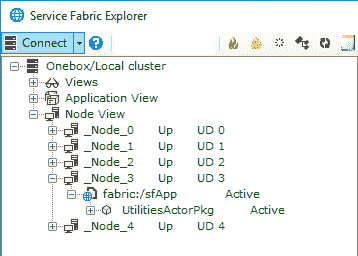 Service Fabric Explorer
Connect
Onebox/Local cluster
Views
Application View
Node View
_Node_0 Up UD 0
_Node_1 Up UD 1
_Node_2 Up UD 2
_Node_3 Up UD 3
fabric:/sfApp Active
UtilitiesActorPkg Active
_Node_4 Up UD 4